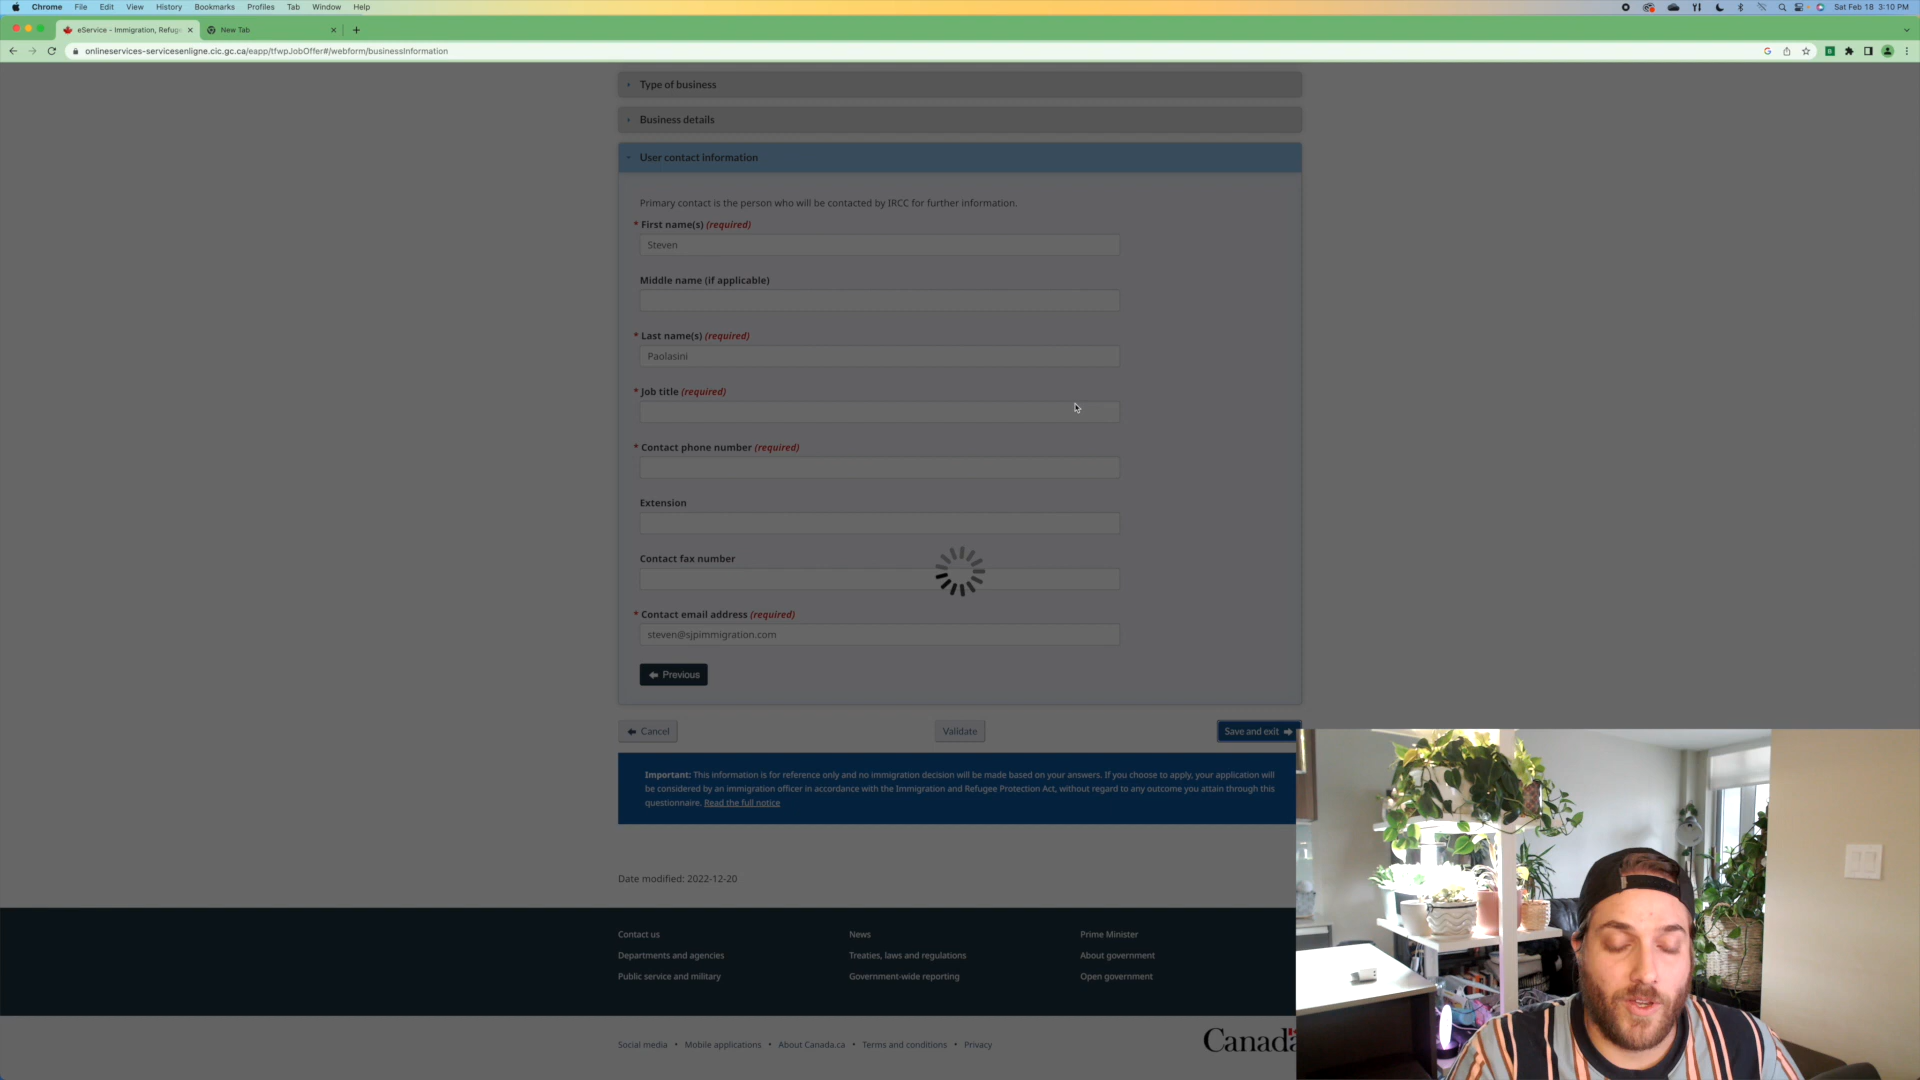 Chrome File Edit View History Bookmarks Profiles Tab Window Help
Sat Feb 18 3:10 PM
eService - Immigration, Refug
New Tab
onlineservices-servicesenligne.cic.gc.ca/eapp/tfwpJobOffer#/webform/businessInformation
Type of business
Business details
User contact information
Primary contact is the person who will be contacted by IRCC for further information.
* First name(s) (required)
Steven
Middle name (if applicable)
* Last name(s) (required)
Paolasini
* Job title (required)
* Contact phone number (required)
Extension
Contact fax number
* Contact email address (required)
steven@sjpimmigration.com
Previous
Cancel
Validate
Save and exit
Important: This information is for reference only and no immigration decision will be made based on your answers. If you choose to apply, your application will
be considered by an immigration officer in accordance with the Immigration and Refugee Protection Act, without regard to any outcome you attain through this
questionnaire. Read the full notice
Date modified: 2022-12-20
Contact us
News
Prime Minister
Departments and agencies
Treaties, laws and regulations
About government
Public service and military
Government-wide reporting
Open government
Social media • Mobile applications • About Canada.ca • Terms and conditions • Privacy
Canada